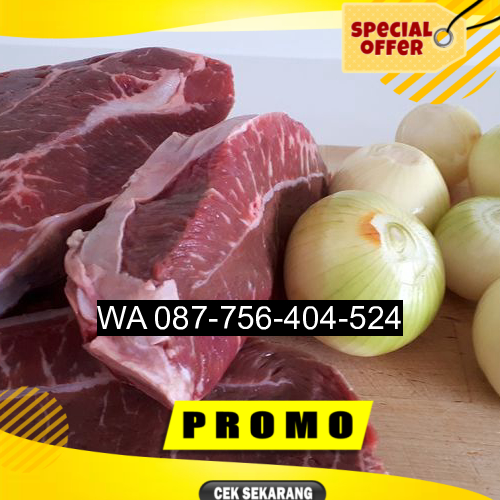 SPECIAL
OFFER
WA 087-756-404-524
PROMO
CEK SEKARANG